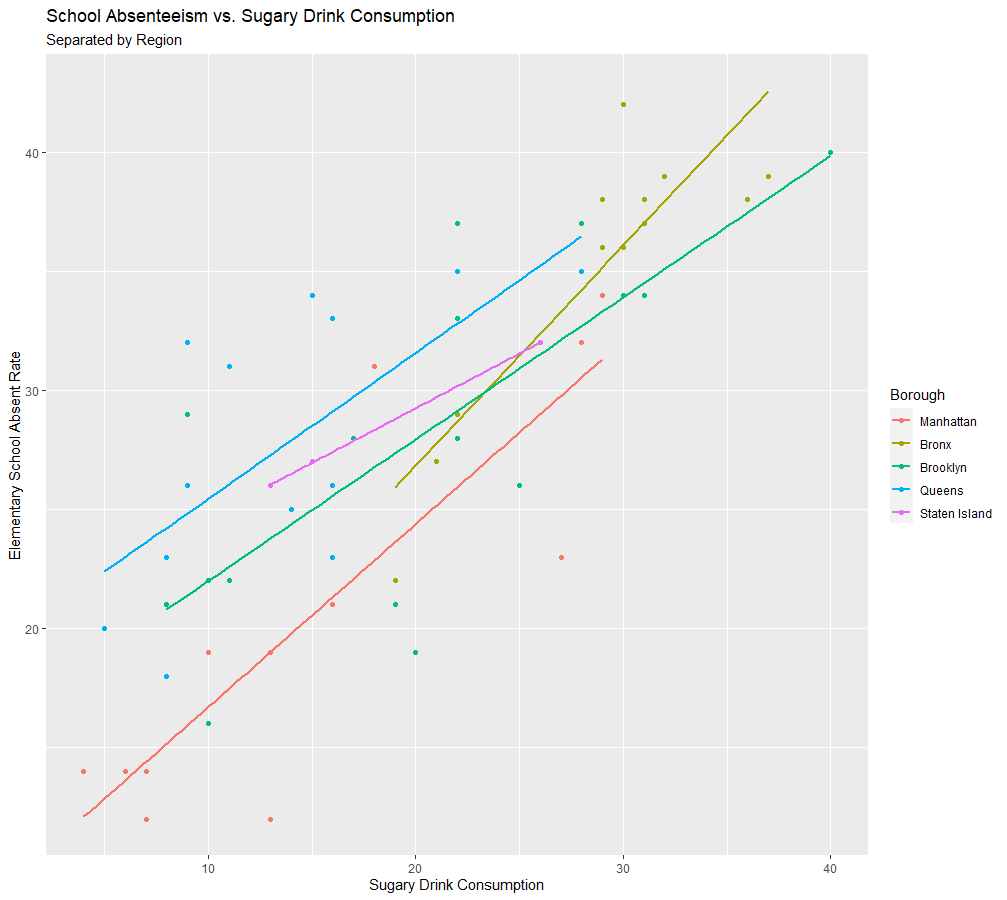 School Absenteeism vs. Sugary Drink Consumption
Separated by Region
Elementary School Absent Rate
40
30
20
10
20
30
40
Sugary Drink Consumption
Borough
Manhattan
Bronx
Brooklyn
Queens
Staten Island